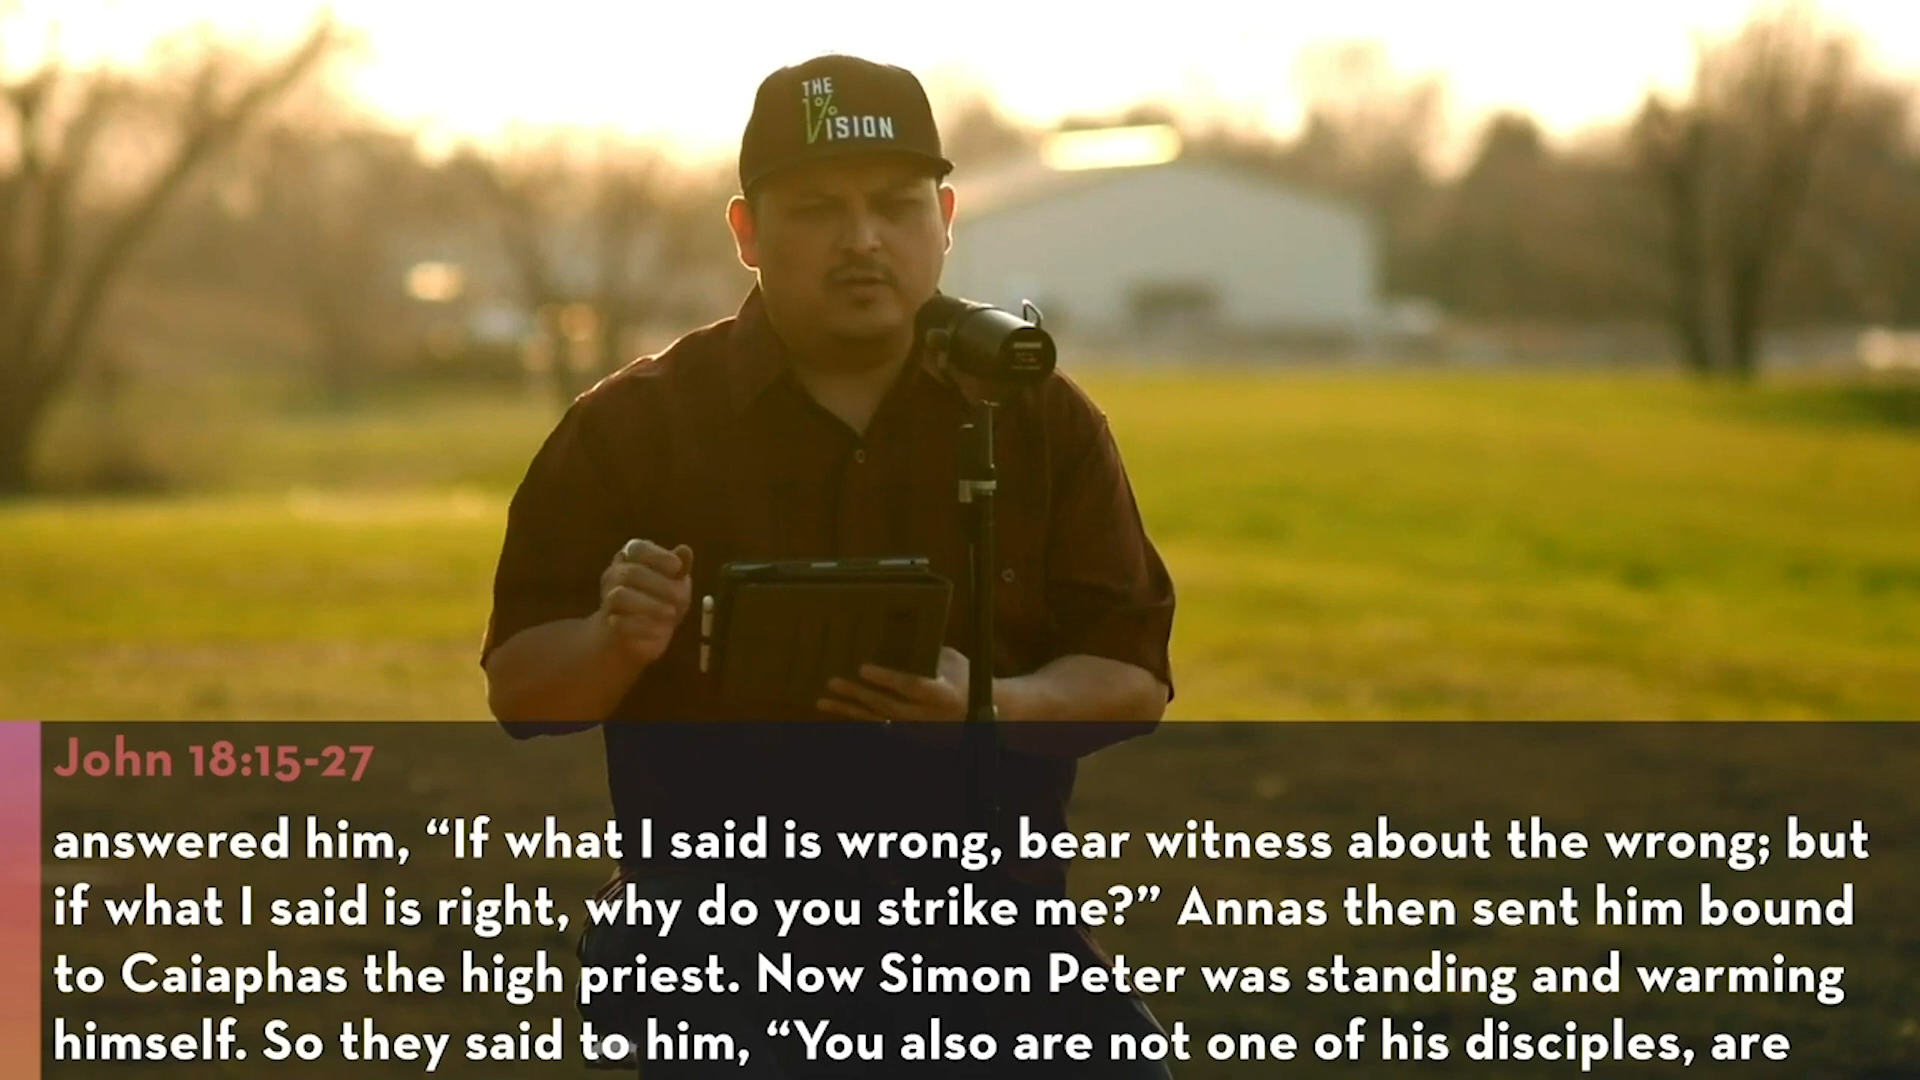 THE
VISION
John 18:15-27
answered him, “If what I said is wrong, bear witness about the wrong; but
if what I said is right, why do you strike me?” Annas then sent him bound
to Caiaphas the high priest. Now Simon Peter was standing and warming
himself. So they said to him, “You also are not one of his disciples, are